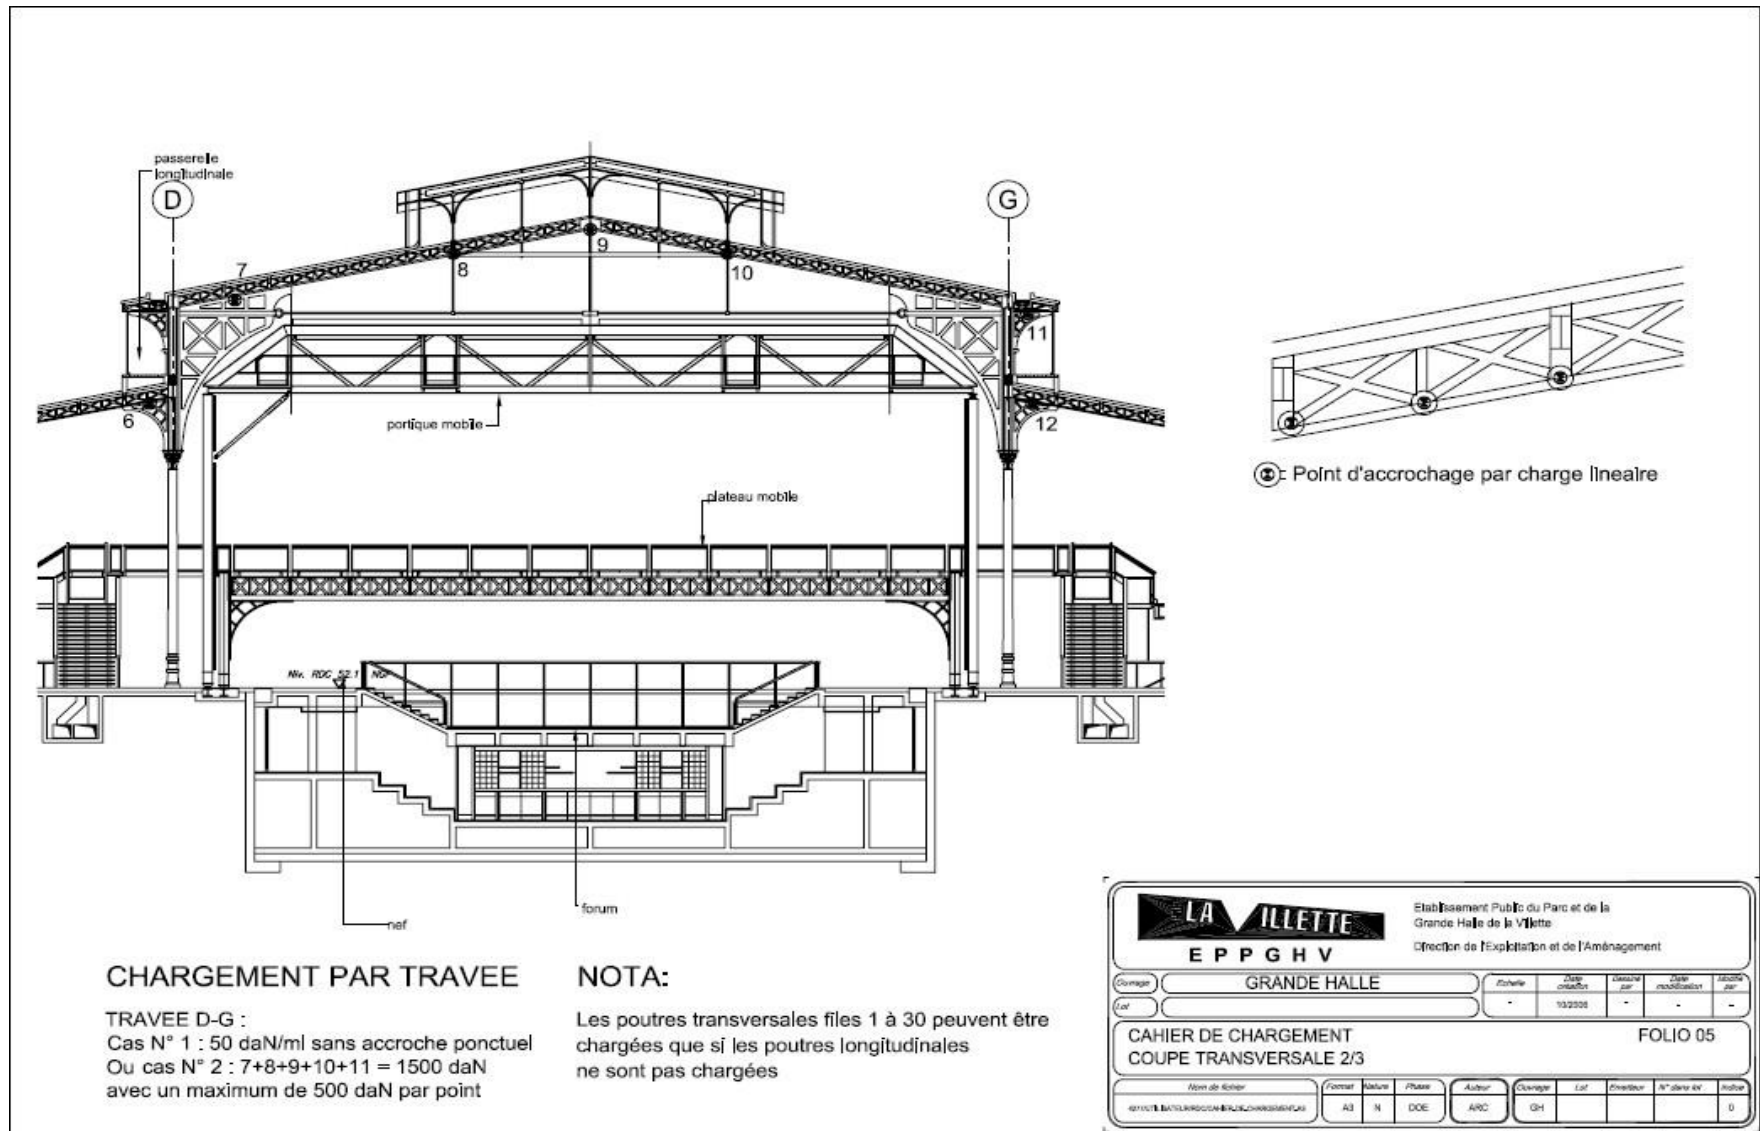 passerelle
longitudinale
D
G
7
8
9
10
11
6
12
portique mobile
plateau mobile
Niv. RDC 52.1 NGF
forum
nef
: Point d'accrochage par charge lineaire
CHARGEMENT PAR TRAVEE
TRAVEE D-G :
Cas N° 1 : 50 daN/ml sans accroche ponctuel
Ou cas N° 2 : 7+8+9+10+11 = 1500 daN
avec un maximum de 500 daN par point
NOTA:
Les poutres transversales files 1 à 30 peuvent être
chargées que si les poutres longitudinales
ne sont pas chargées
LA VILLETTE
EPPGHV
Etablissement Public du Parc et de la
Grande Halle de la Villette
Direction de l'Exploitation et de l'Aménagement
Ouvrage GRANDE HALLE
Lot
Echelle Date création Dessiné par Date modification Modifié par
- 10/2006 - - -
CAHIER DE CHARGEMENT FOLIO 05
COUPE TRANSVERSALE 2/3
Nom de fichier Format Nature Phase Auteur Ouvrage Lot Emetteur N° dans lot Indice
A3 N DOE ARC GH 0